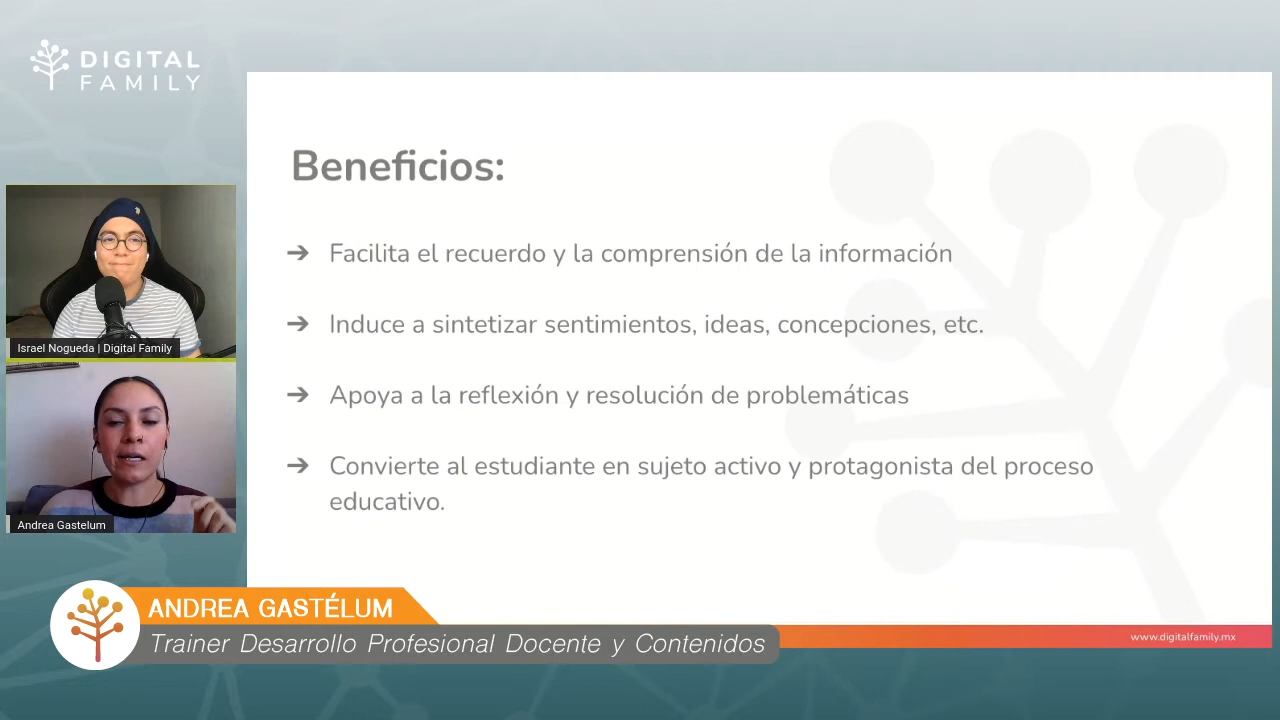 DIGITAL
FAMILY
Beneficios:
➔ Facilita el recuerdo y la comprensión de la información
➔ Induce a sintetizar sentimientos, ideas, concepciones, etc.
➔ Apoya a la reflexión y resolución de problemáticas
➔ Convierte al estudiante en sujeto activo y protagonista del proceso
educativo.
Israel Nogueda | Digital Family
Andrea Gastelum
ANDREA GASTÉLUM
Trainer Desarrollo Profesional Docente y Contenidos
www.digitalfamily.mx